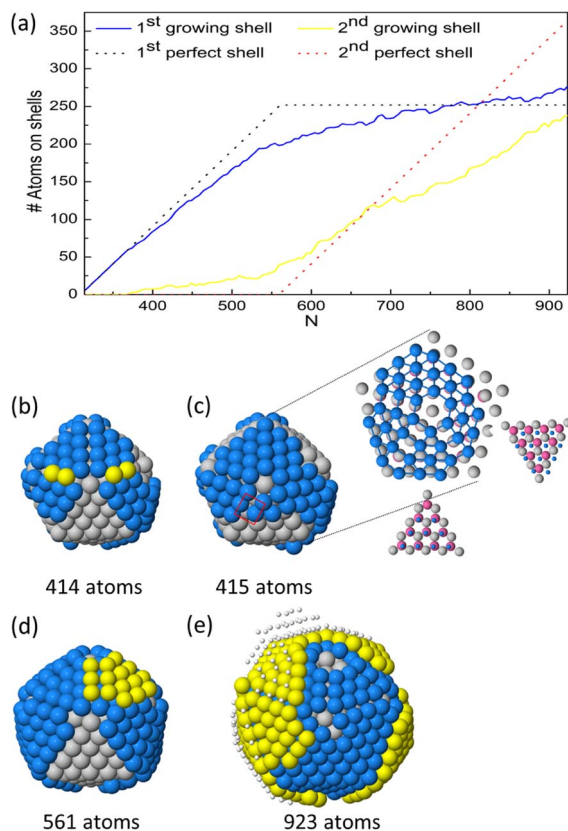 (a)
1st growing shell
2nd growing shell
1st perfect shell
2nd perfect shell
# Atoms on shells
350
300
250
200
150
100
50
0
400
500
600
700
800
900
N
(b)
(c)
414 atoms
415 atoms
(d)
(e)
561 atoms
923 atoms